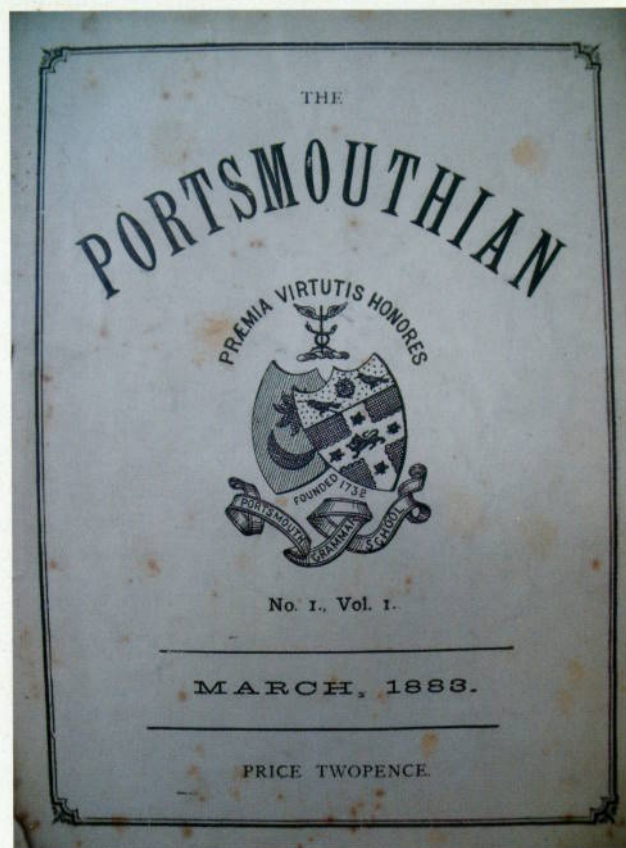 THE
PORTSMOUTHIAN
PRÆMIA VIRTUTIS HONORES
FOUNDED 1732
PORTSMOUTH GRAMMAR SCHOOL
No. 1., Vol. 1.
MARCH, 1883.
PRICE TWOPENCE.